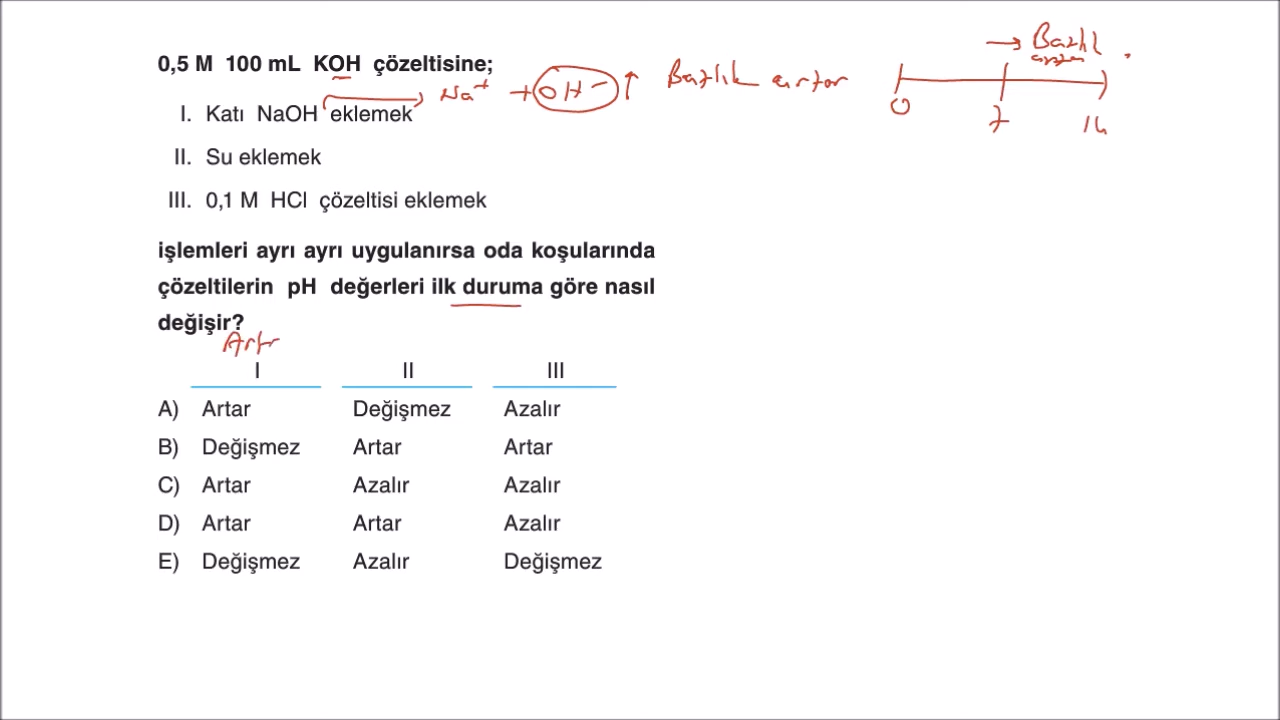 0,5 M 100 mL KOH çözeltisine;
Na⁺ + OH⁻ ↑ Bazlık artar
→ Bazlık
artar
0 7 14
I. Katı NaOH eklemek
II. Su eklemek
III. 0,1 M HCl çözeltisi eklemek
işlemleri ayrı ayrı uygulanırsa oda koşularında
çözeltilerin pH değerleri ilk duruma göre nasıl
değişir?
Artr
I II III
A) Artar Değişmez Azalır
B) Değişmez Artar Artar
C) Artar Azalır Azalır
D) Artar Artar Azalır
E) Değişmez Azalır Değişmez